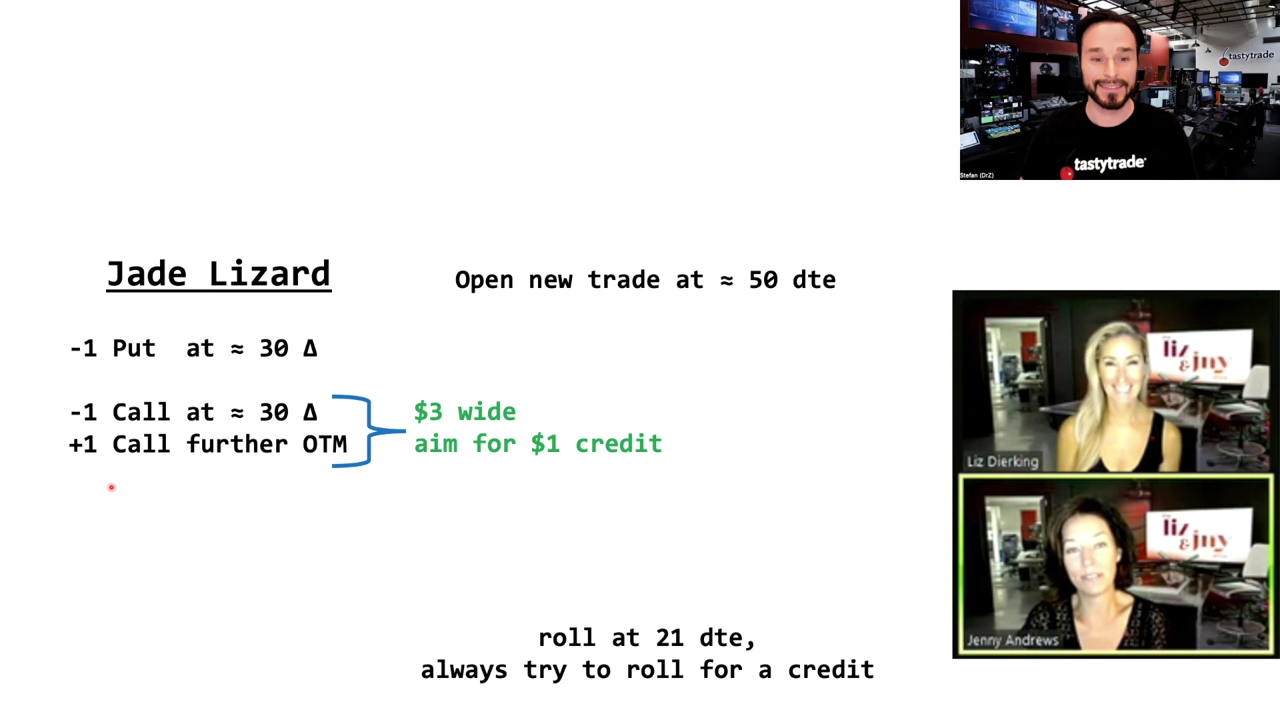 tastytrade
tastytrade
Stefan (DrZ)
Jade Lizard
Open new trade at ≈ 50 dte
-1 Put at ≈ 30 Δ
-1 Call at ≈ 30 Δ
+1 Call further OTM
$3 wide
aim for $1 credit
liz
& jny
Liz Dierking
liz
& jny
Jenny Andrews
roll at 21 dte,
always try to roll for a credit